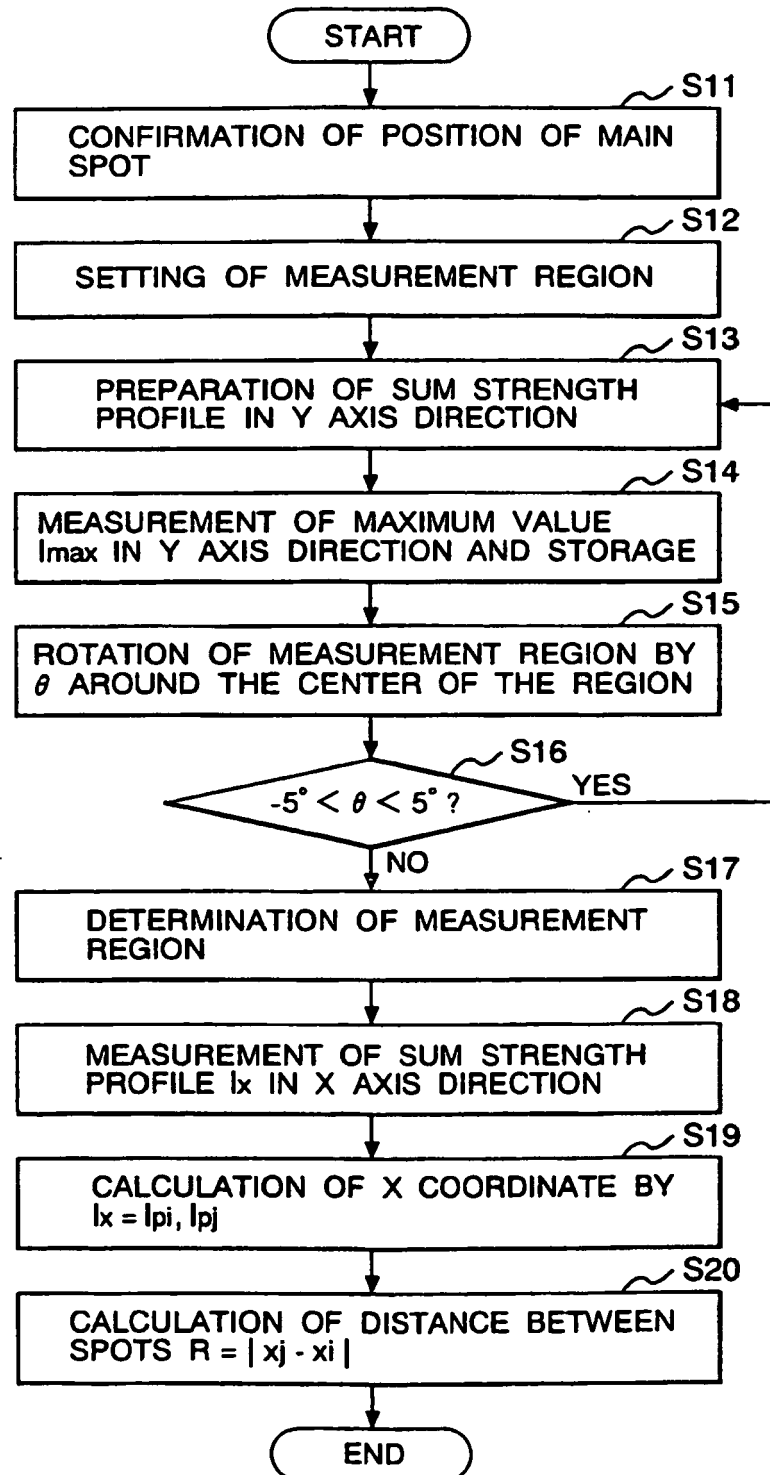 START
S11
CONFIRMATION OF POSITION OF MAIN
SPOT
S12
SETTING OF MEASUREMENT REGION
S13
PREPARATION OF SUM STRENGTH
PROFILE IN Y AXIS DIRECTION
S14
MEASUREMENT OF MAXIMUM VALUE
Imax IN Y AXIS DIRECTION AND STORAGE
S15
ROTATION OF MEASUREMENT REGION BY
θ AROUND THE CENTER OF THE REGION
S16
-5° < θ < 5° ?
YES
NO
S17
DETERMINATION OF MEASUREMENT
REGION
S18
MEASUREMENT OF SUM STRENGTH
PROFILE Ix IN X AXIS DIRECTION
S19
CALCULATION OF X COORDINATE BY
Ix = Ipi, Ipj
S20
CALCULATION OF DISTANCE BETWEEN
SPOTS R = | xj - xi |
END